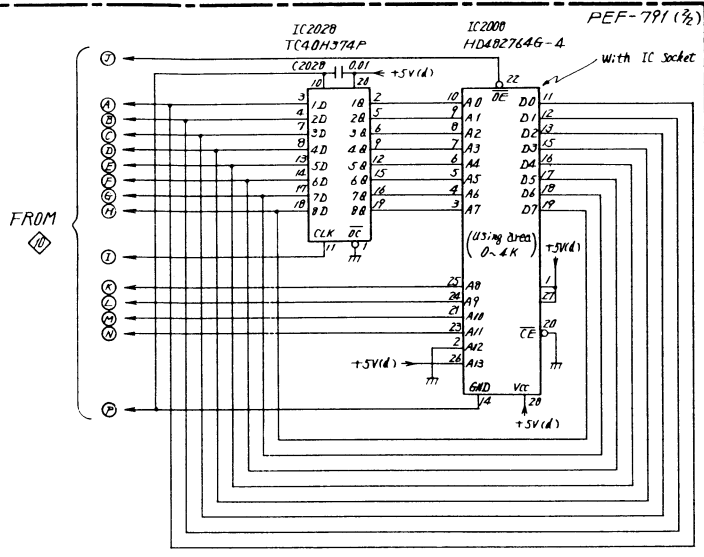 PEF-791 (2/2)
IC2028
TC40H374P
IC2008
HD482764G-4
With IC Socket
J
C2028 0.01
+5V(d)
10 20
22
OE
A 3 1D 1Q 2 10 A0 D0 11
B 4 2D 2Q 5 9 A1 D1 12
C 7 3D 3Q 6 8 A2 D2 13
D 8 4D 4Q 9 7 A3 D3 15
E 13 5D 5Q 12 6 A4 D4 16
F 14 6D 6Q 15 5 A5 D5 17
G 17 7D 7Q 16 4 A6 D6 18
H 18 8D 8Q 19 3 A7 D7 19
FROM
10
CLK OC
11 1
I
(Using area)
0~4K
+5V(d)
1
27
K 25 A8
L 24 A9
M 21 A10
N 23 A11
2 A12
+5V(d) 26 A13
CE 20
GND VCC
14 28
P
+5V(d)